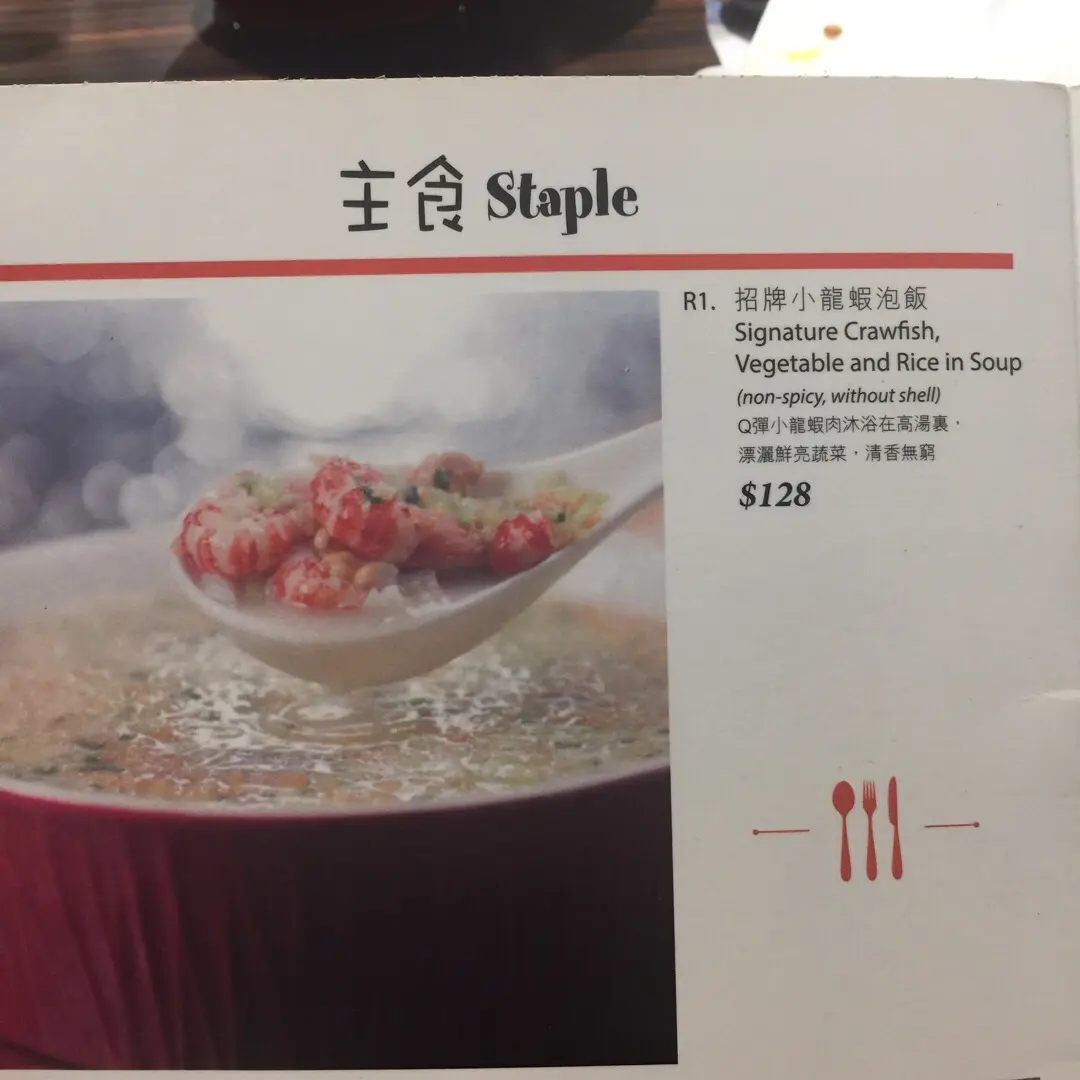 主食 Staple
R1. 招牌小龍蝦泡飯
Signature Crawfish,
Vegetable and Rice in Soup
(non-spicy, without shell)
Q彈小龍蝦肉沐浴在高湯裏，
漂灑鮮亮蔬菜，清香無窮
$128